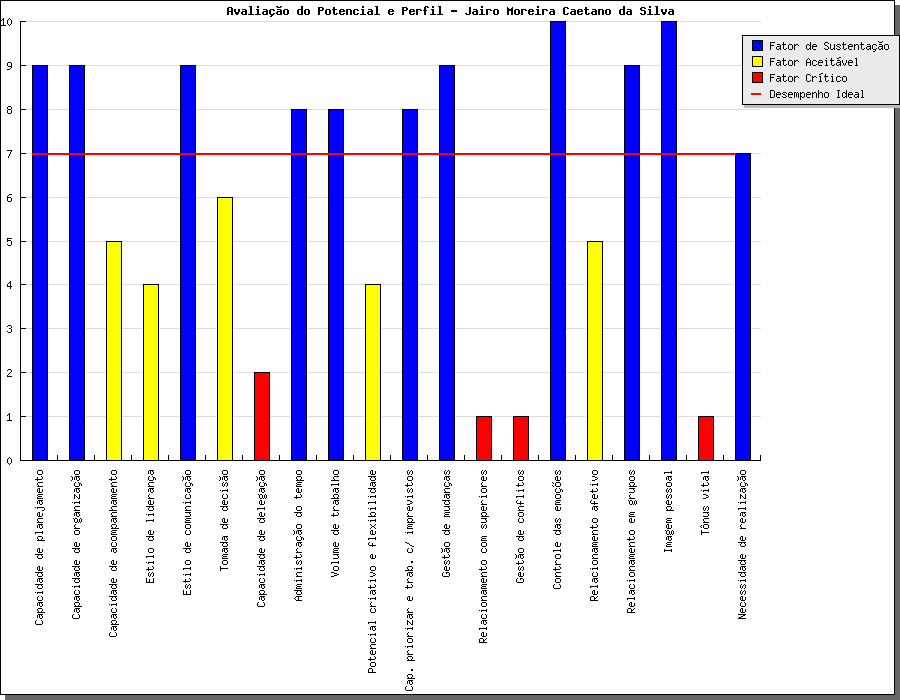 Avaliação do Potencial e Perfil - Jairo Moreira Caetano da Silva
10
9
8
7
6
5
4
3
2
1
0
Fator de Sustentação
Fator Aceitável
Fator Crítico
Desempenho Ideal
Capacidade de planejamento
Capacidade de organização
Capacidade de acompanhamento
Estilo de liderança
Estilo de comunicação
Tomada de decisão
Capacidade de delegação
Administração do tempo
Volume de trabalho
Potencial criativo e flexibilidade
Cap. priorizar e trab. c/ imprevistos
Gestão de mudanças
Relacionamento com superiores
Gestão de conflitos
Controle das emoções
Relacionamento afetivo
Relacionamento em grupos
Imagem pessoal
Tônus vital
Necessidade de realização